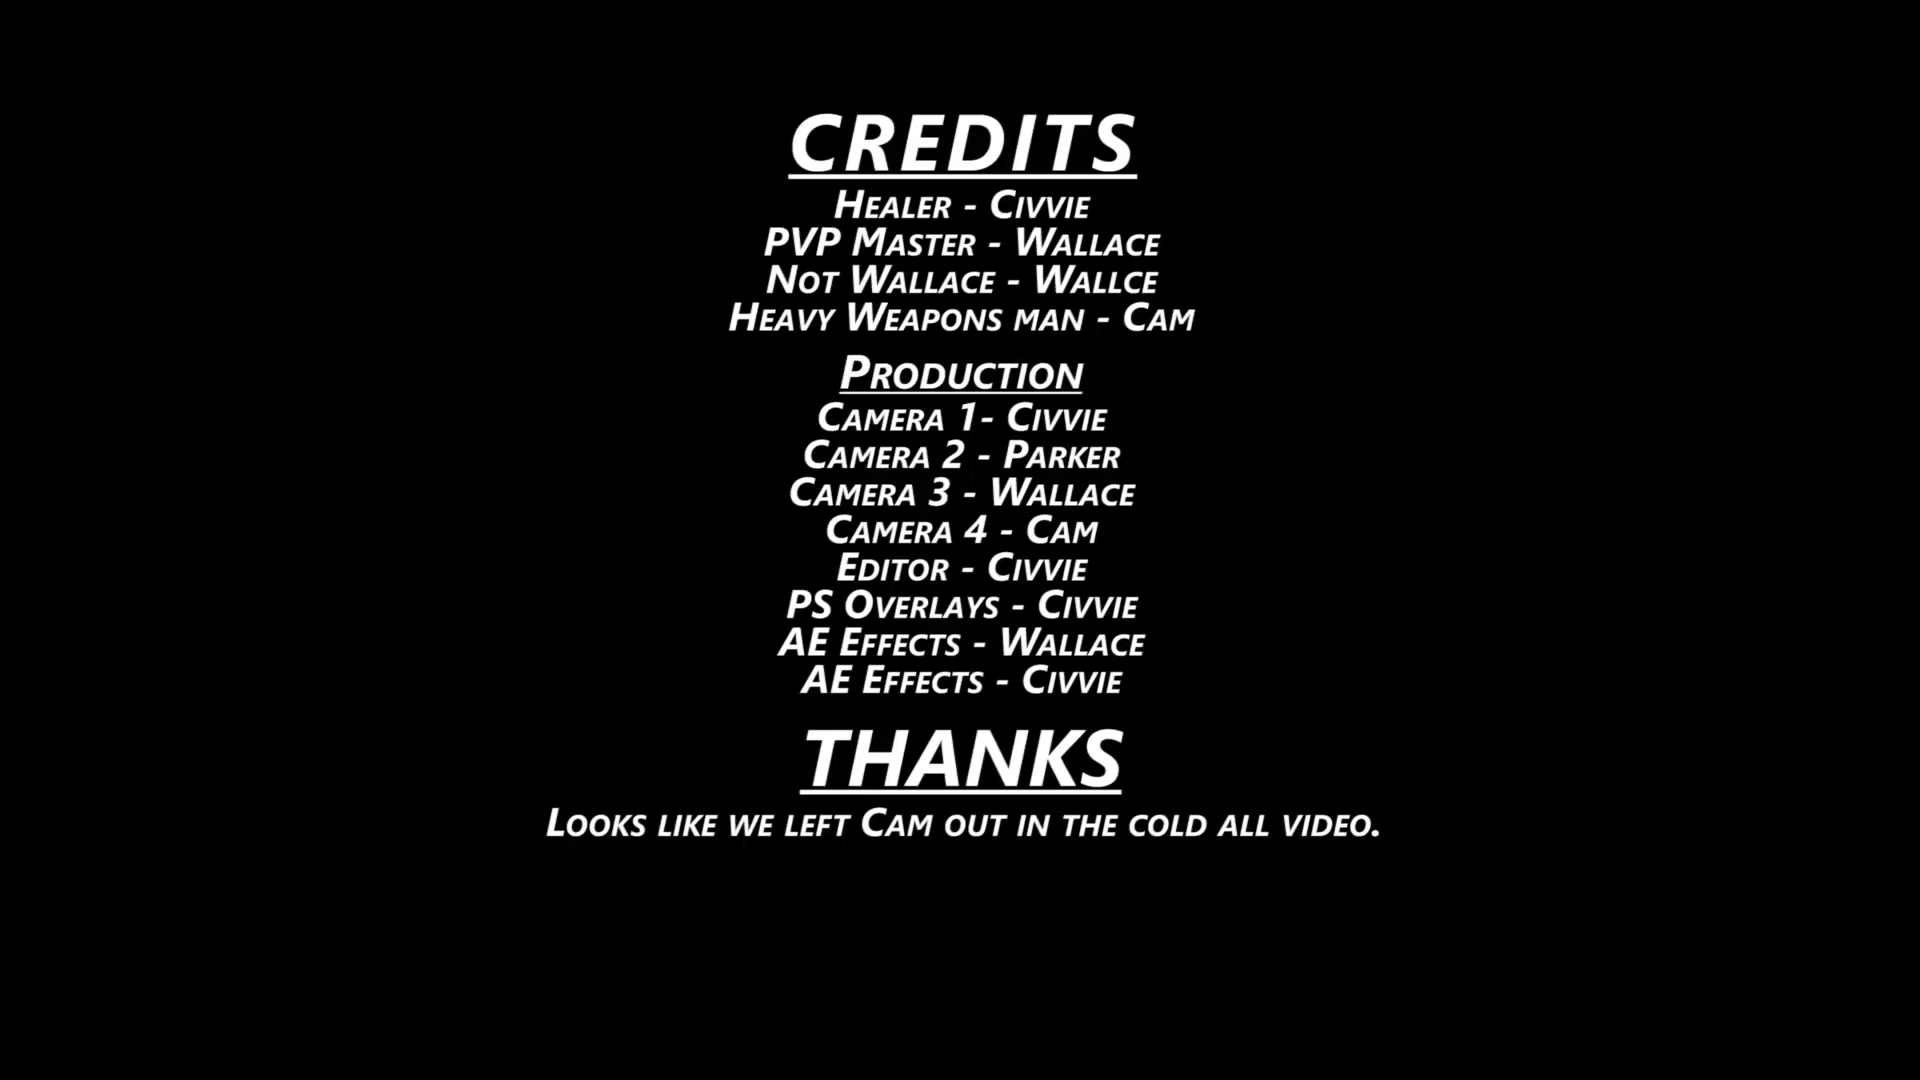 CREDITS
Healer - Civvie
PVP Master - Wallace
Not Wallace - Wallce
Heavy Weapons man - Cam
Production
Camera 1- Civvie
Camera 2 - Parker
Camera 3 - Wallace
Camera 4 - Cam
Editor - Civvie
PS Overlays - Civvie
AE Effects - Wallace
AE Effects - Civvie
THANKS
Looks like we left Cam out in the cold all video.